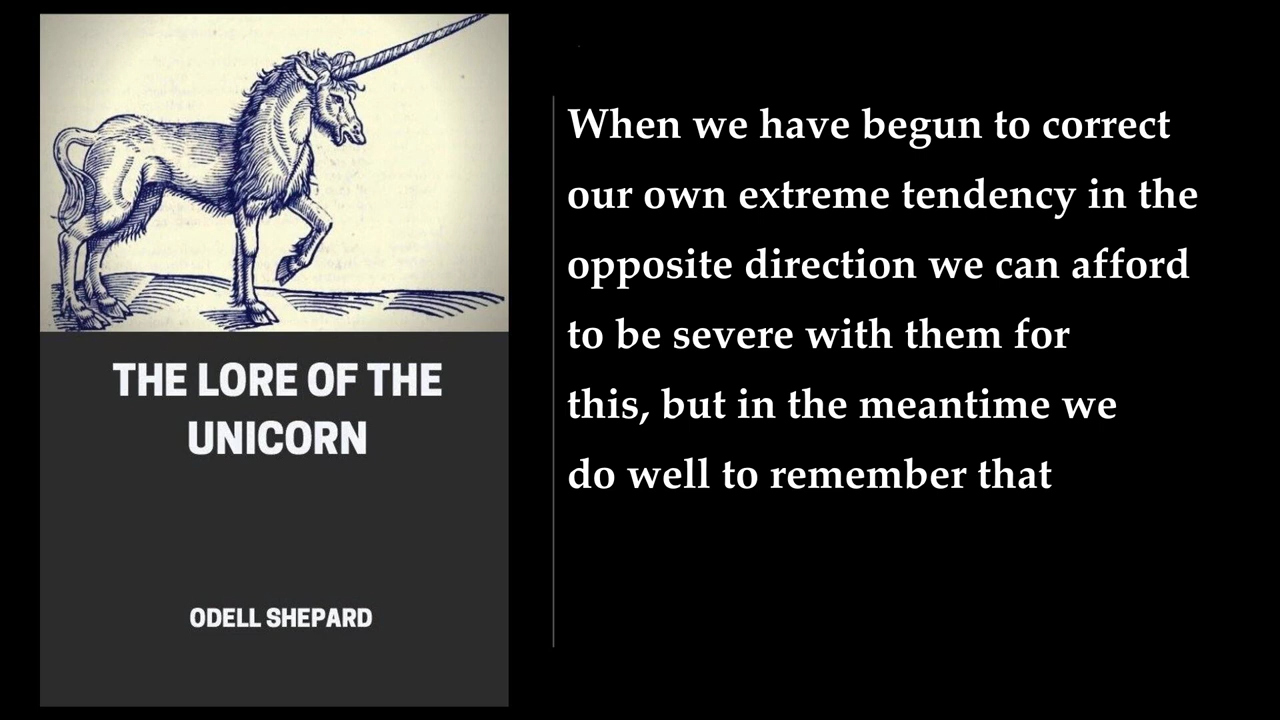 THE LORE OF THE
UNICORN
ODELL SHEPARD
When we have begun to correct
our own extreme tendency in the
opposite direction we can afford
to be severe with them for
this, but in the meantime we
do well to remember that